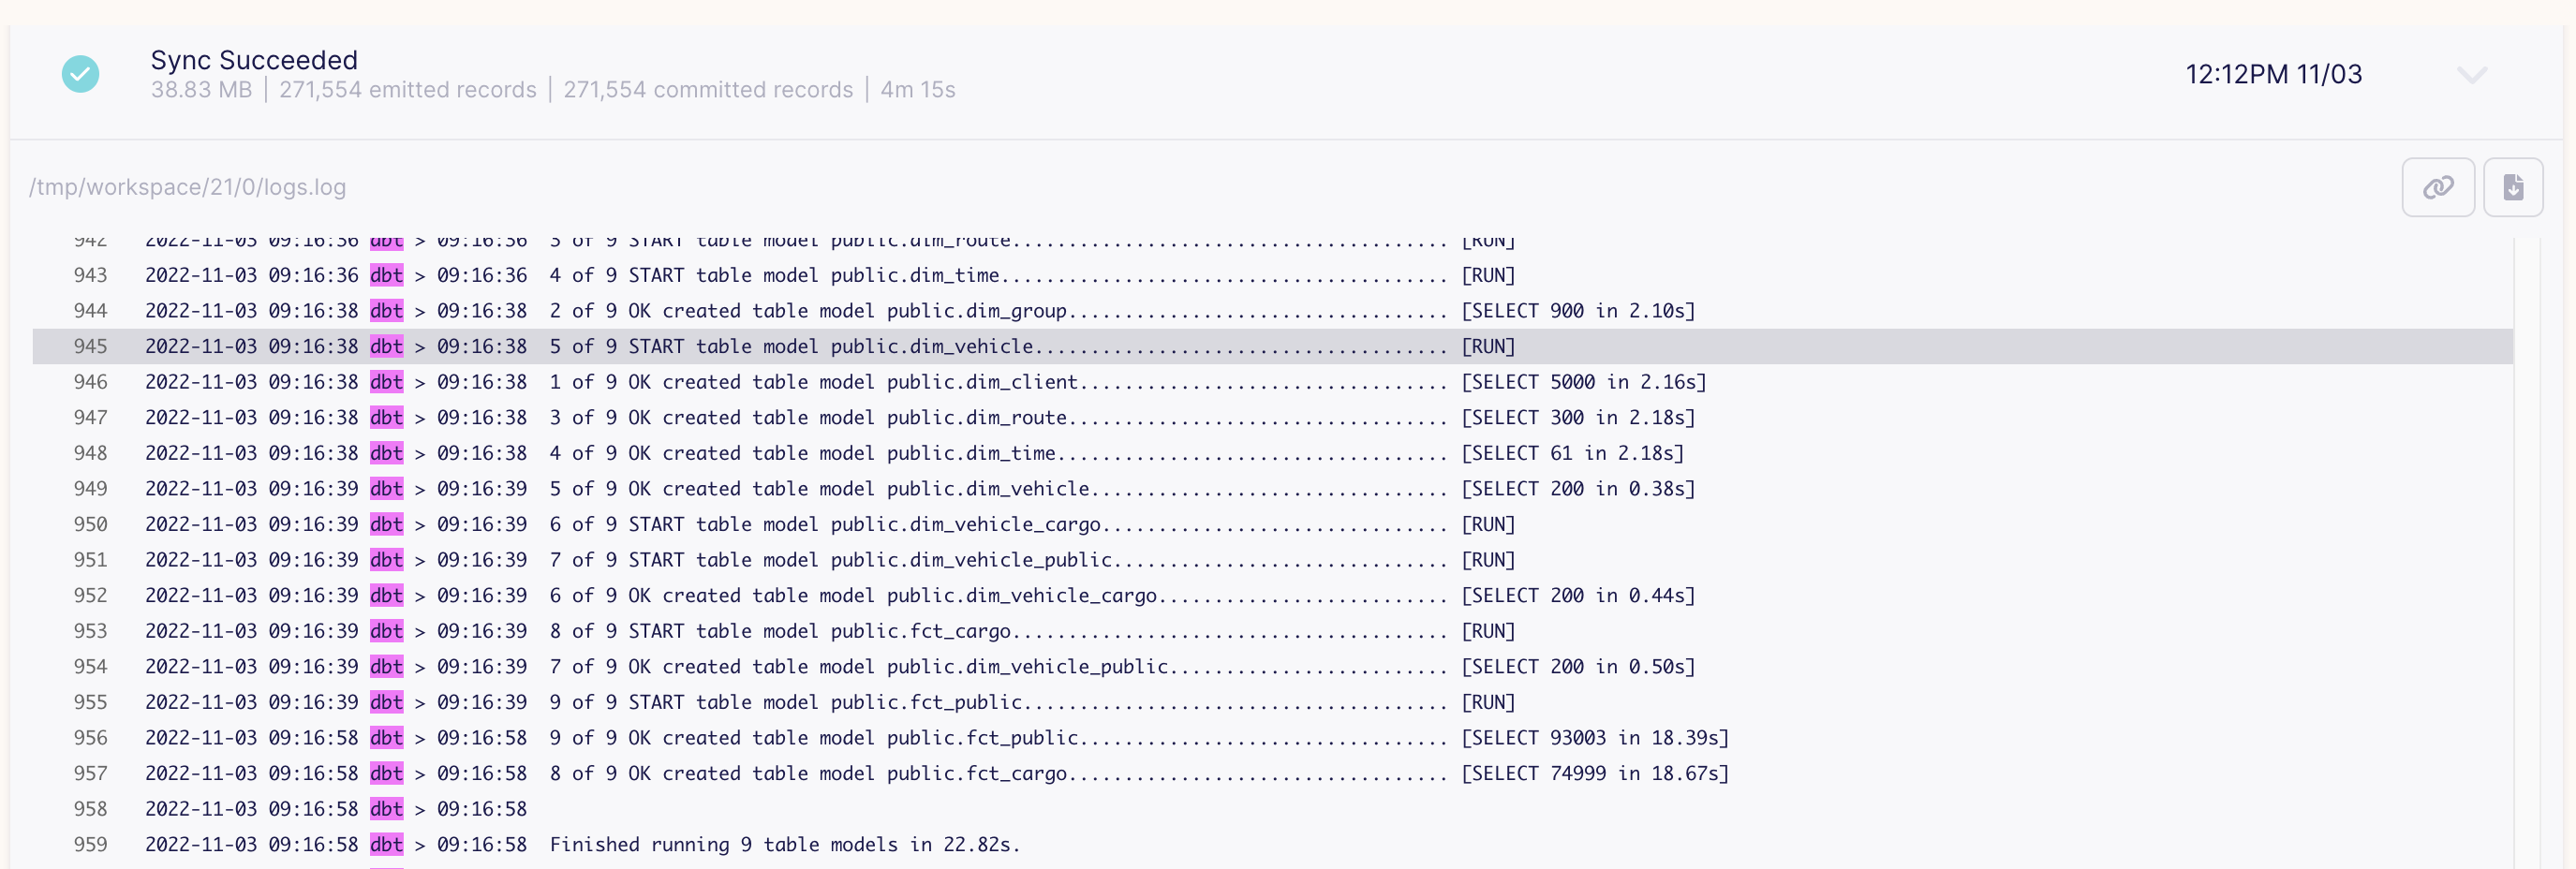 Sync Succeeded
38.83 MB | 271,554 emitted records | 271,554 committed records | 4m 15s
12:12PM 11/03
/tmp/workspace/21/0/logs.log
942 2022-11-03 09:16:36 dbt > 09:16:36  3 of 9 START table model public.dim_route....................................... [RUN]
943 2022-11-03 09:16:36 dbt > 09:16:36  4 of 9 START table model public.dim_time........................................ [RUN]
944 2022-11-03 09:16:38 dbt > 09:16:38  2 of 9 OK created table model public.dim_group.................................. [SELECT 900 in 2.10s]
945 2022-11-03 09:16:38 dbt > 09:16:38  5 of 9 START table model public.dim_vehicle..................................... [RUN]
946 2022-11-03 09:16:38 dbt > 09:16:38  1 of 9 OK created table model public.dim_client................................. [SELECT 5000 in 2.16s]
947 2022-11-03 09:16:38 dbt > 09:16:38  3 of 9 OK created table model public.dim_route.................................. [SELECT 300 in 2.18s]
948 2022-11-03 09:16:38 dbt > 09:16:38  4 of 9 OK created table model public.dim_time................................... [SELECT 61 in 2.18s]
949 2022-11-03 09:16:39 dbt > 09:16:39  5 of 9 OK created table model public.dim_vehicle................................ [SELECT 200 in 0.38s]
950 2022-11-03 09:16:39 dbt > 09:16:39  6 of 9 START table model public.dim_vehicle_cargo............................... [RUN]
951 2022-11-03 09:16:39 dbt > 09:16:39  7 of 9 START table model public.dim_vehicle_public.............................. [RUN]
952 2022-11-03 09:16:39 dbt > 09:16:39  6 of 9 OK created table model public.dim_vehicle_cargo.......................... [SELECT 200 in 0.44s]
953 2022-11-03 09:16:39 dbt > 09:16:39  8 of 9 START table model public.fct_cargo....................................... [RUN]
954 2022-11-03 09:16:39 dbt > 09:16:39  7 of 9 OK created table model public.dim_vehicle_public......................... [SELECT 200 in 0.50s]
955 2022-11-03 09:16:39 dbt > 09:16:39  9 of 9 START table model public.fct_public...................................... [RUN]
956 2022-11-03 09:16:58 dbt > 09:16:58  9 of 9 OK created table model public.fct_public................................. [SELECT 93003 in 18.39s]
957 2022-11-03 09:16:58 dbt > 09:16:58  8 of 9 OK created table model public.fct_cargo.................................. [SELECT 74999 in 18.67s]
958 2022-11-03 09:16:58 dbt > 09:16:58
959 2022-11-03 09:16:58 dbt > 09:16:58  Finished running 9 table models in 22.82s.